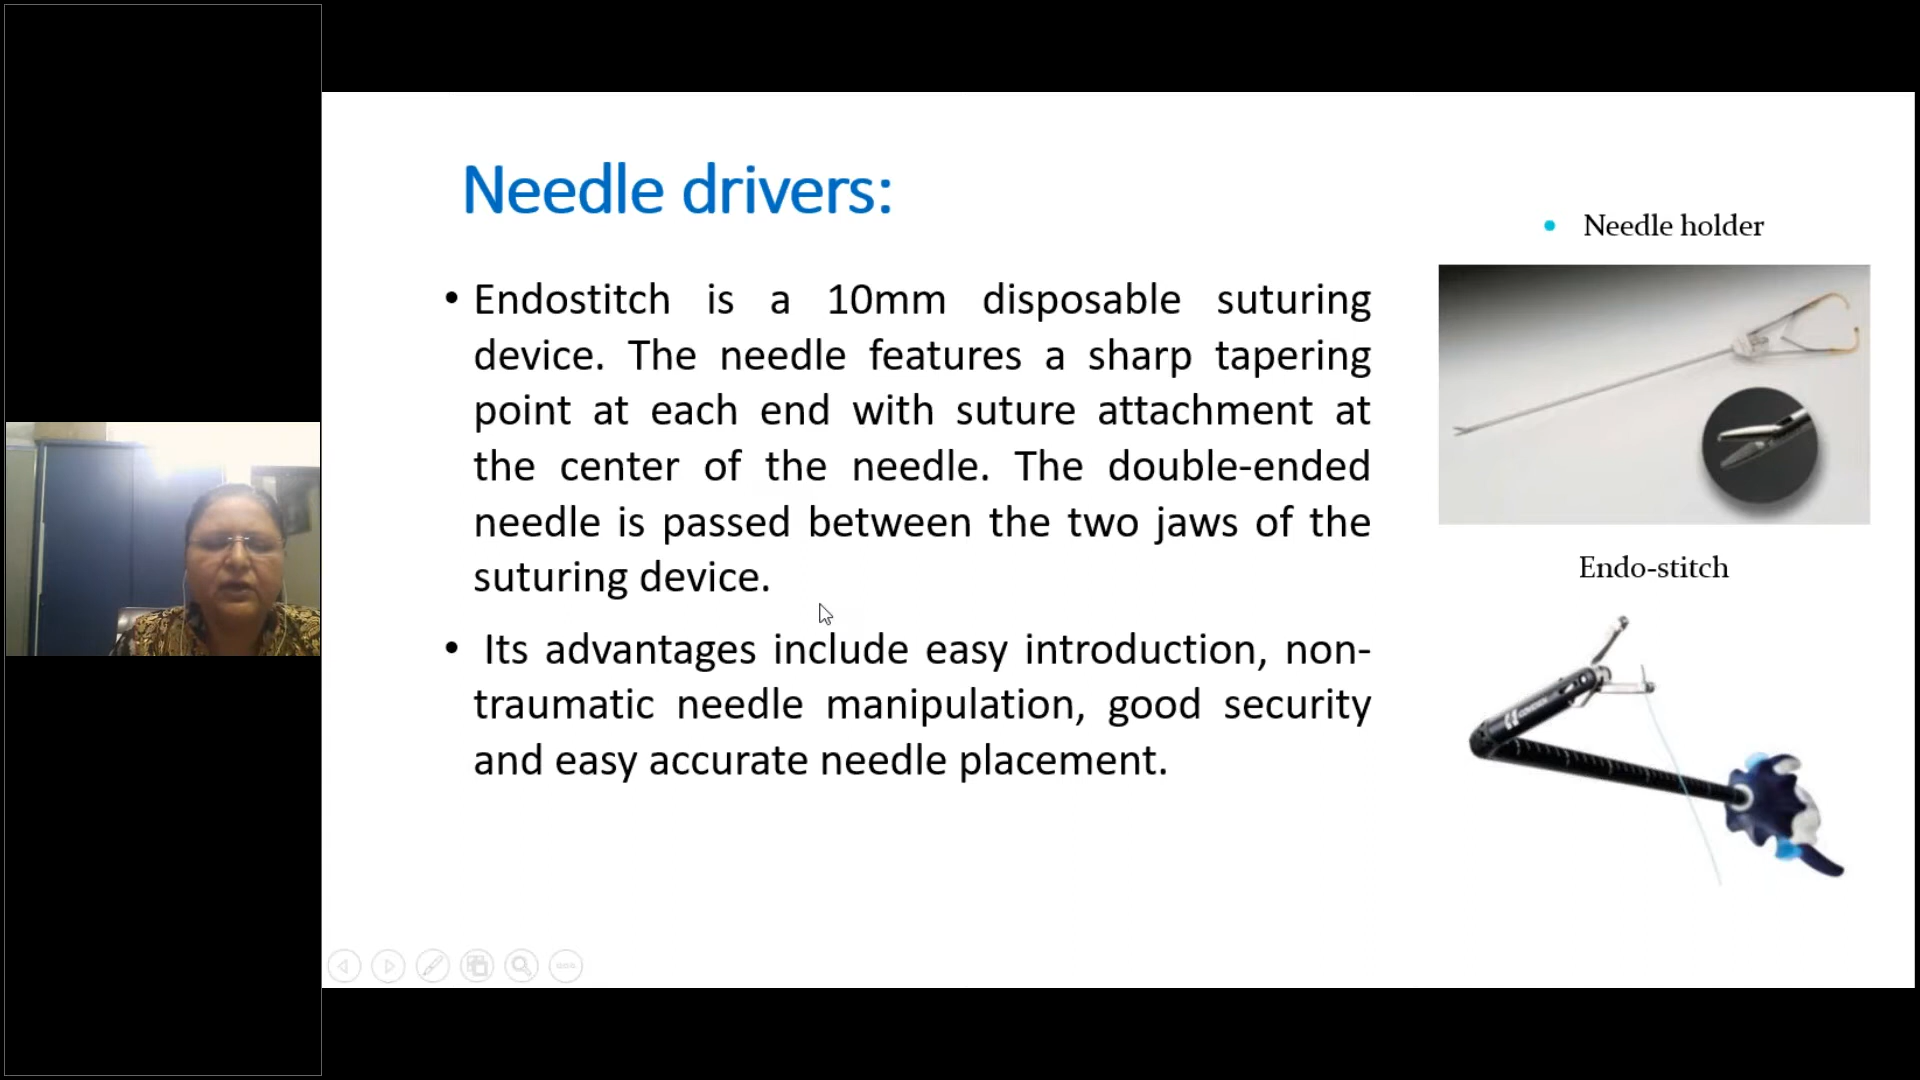 Needle drivers:
• Endostitch is a 10mm disposable suturing
device. The needle features a sharp tapering
point at each end with suture attachment at
the center of the needle. The double-ended
needle is passed between the two jaws of the
suturing device.
• Its advantages include easy introduction, non-
traumatic needle manipulation, good security
and easy accurate needle placement.
• Needle holder
Endo-stitch